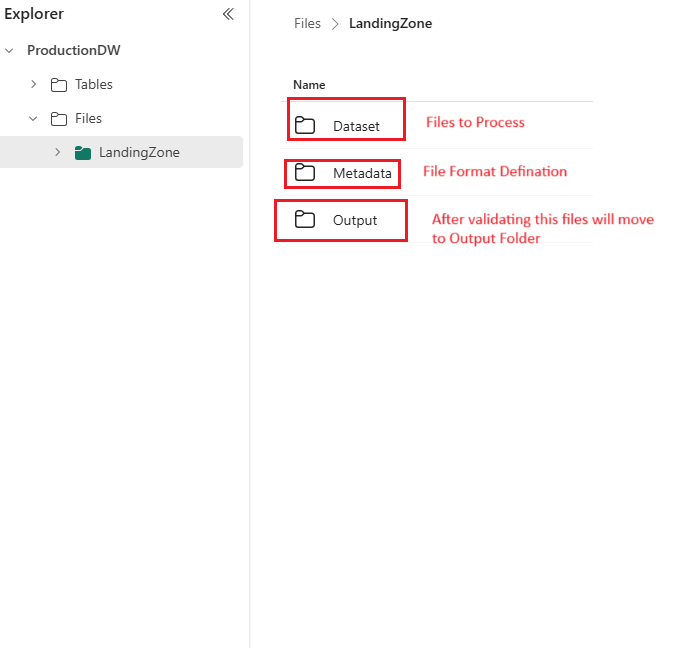 Explorer
ProductionDW
Tables
Files
LandingZone
Files > LandingZone
Name
Dataset Files to Process
Metadata File Format Defination
Output After validating this files will move
to Output Folder